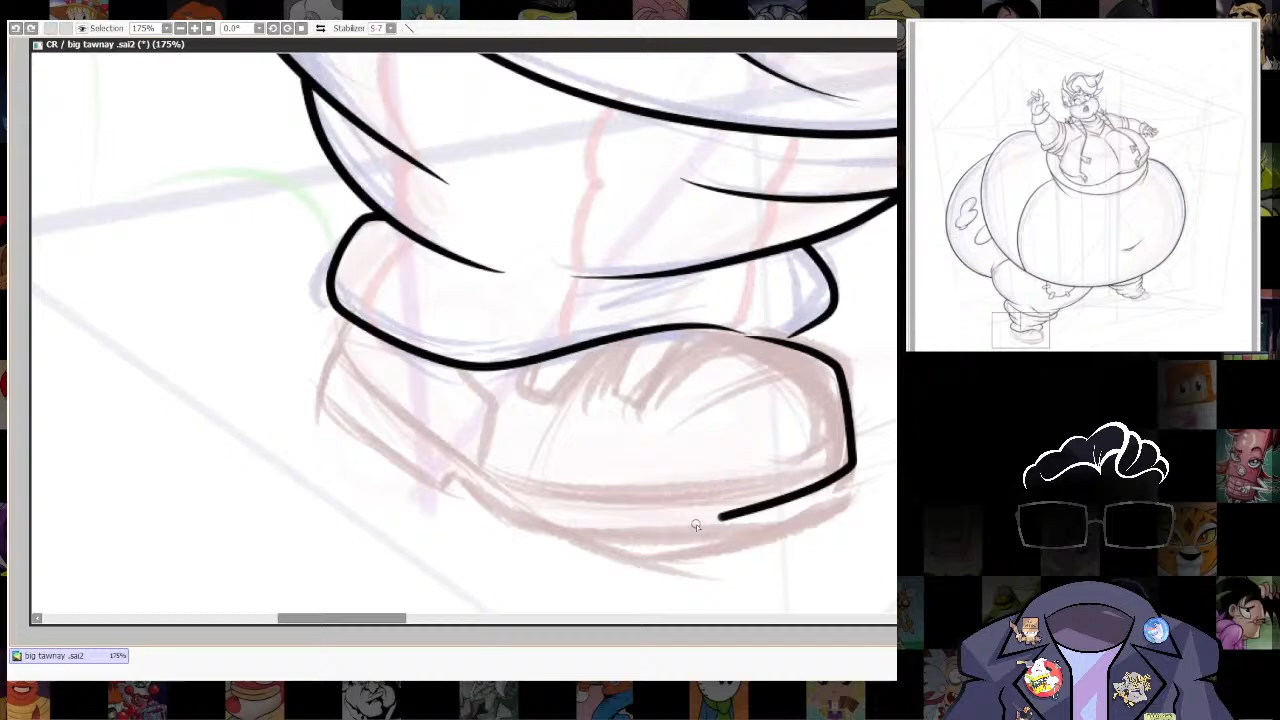 Selection 175% 0.0° Stabilizer S-7
CR / big tawnay .sai2 (*) (175%)
big tawnay .sai2 175%